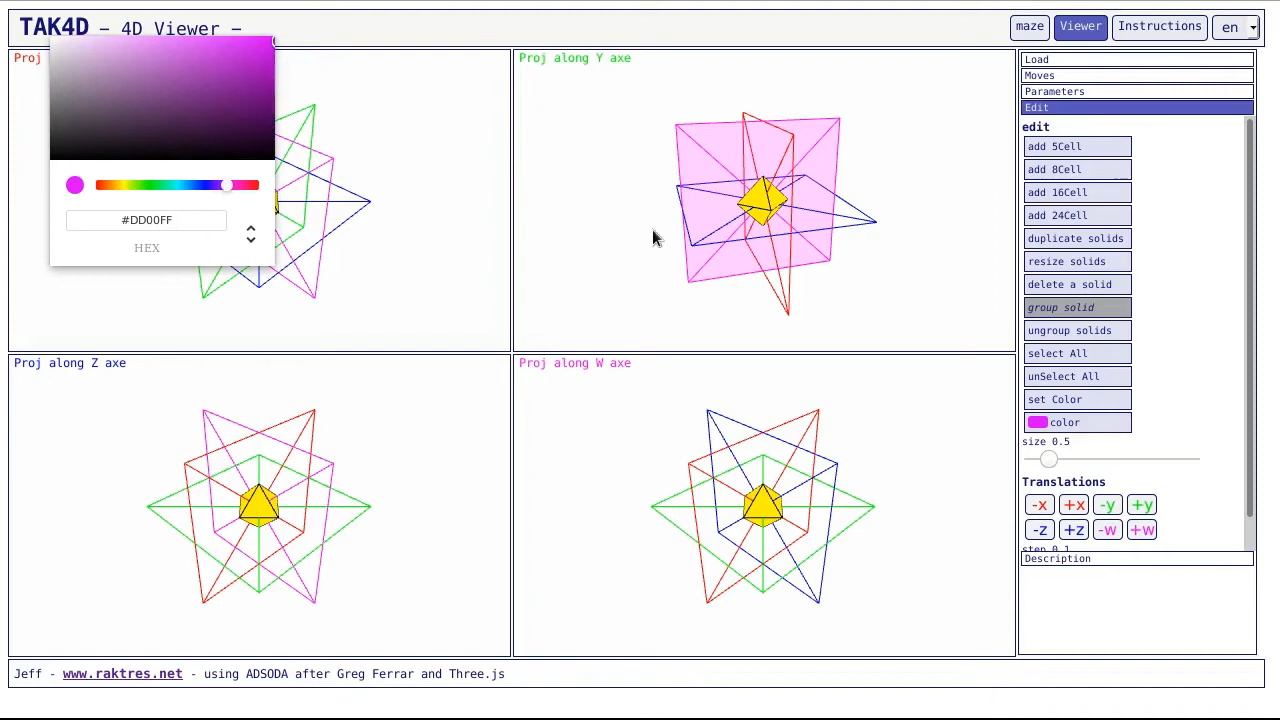 TAK4D – 4D Viewer –
maze Viewer Instructions en
Proj
#DD00FF
HEX
Proj along Y axe
Proj along Z axe
Proj along W axe
Load
Moves
Parameters
Edit
edit
add 5Cell
add 8Cell
add 16Cell
add 24Cell
duplicate solids
resize solids
delete a solid
group solid
ungroup solids
select All
unSelect All
set Color
color
size 0.5
Translations
-x +x -y +y
-z +z -w +w
step 0.1
Description
Jeff - www.raktres.net - using ADSODA after Greg Ferrar and Three.js